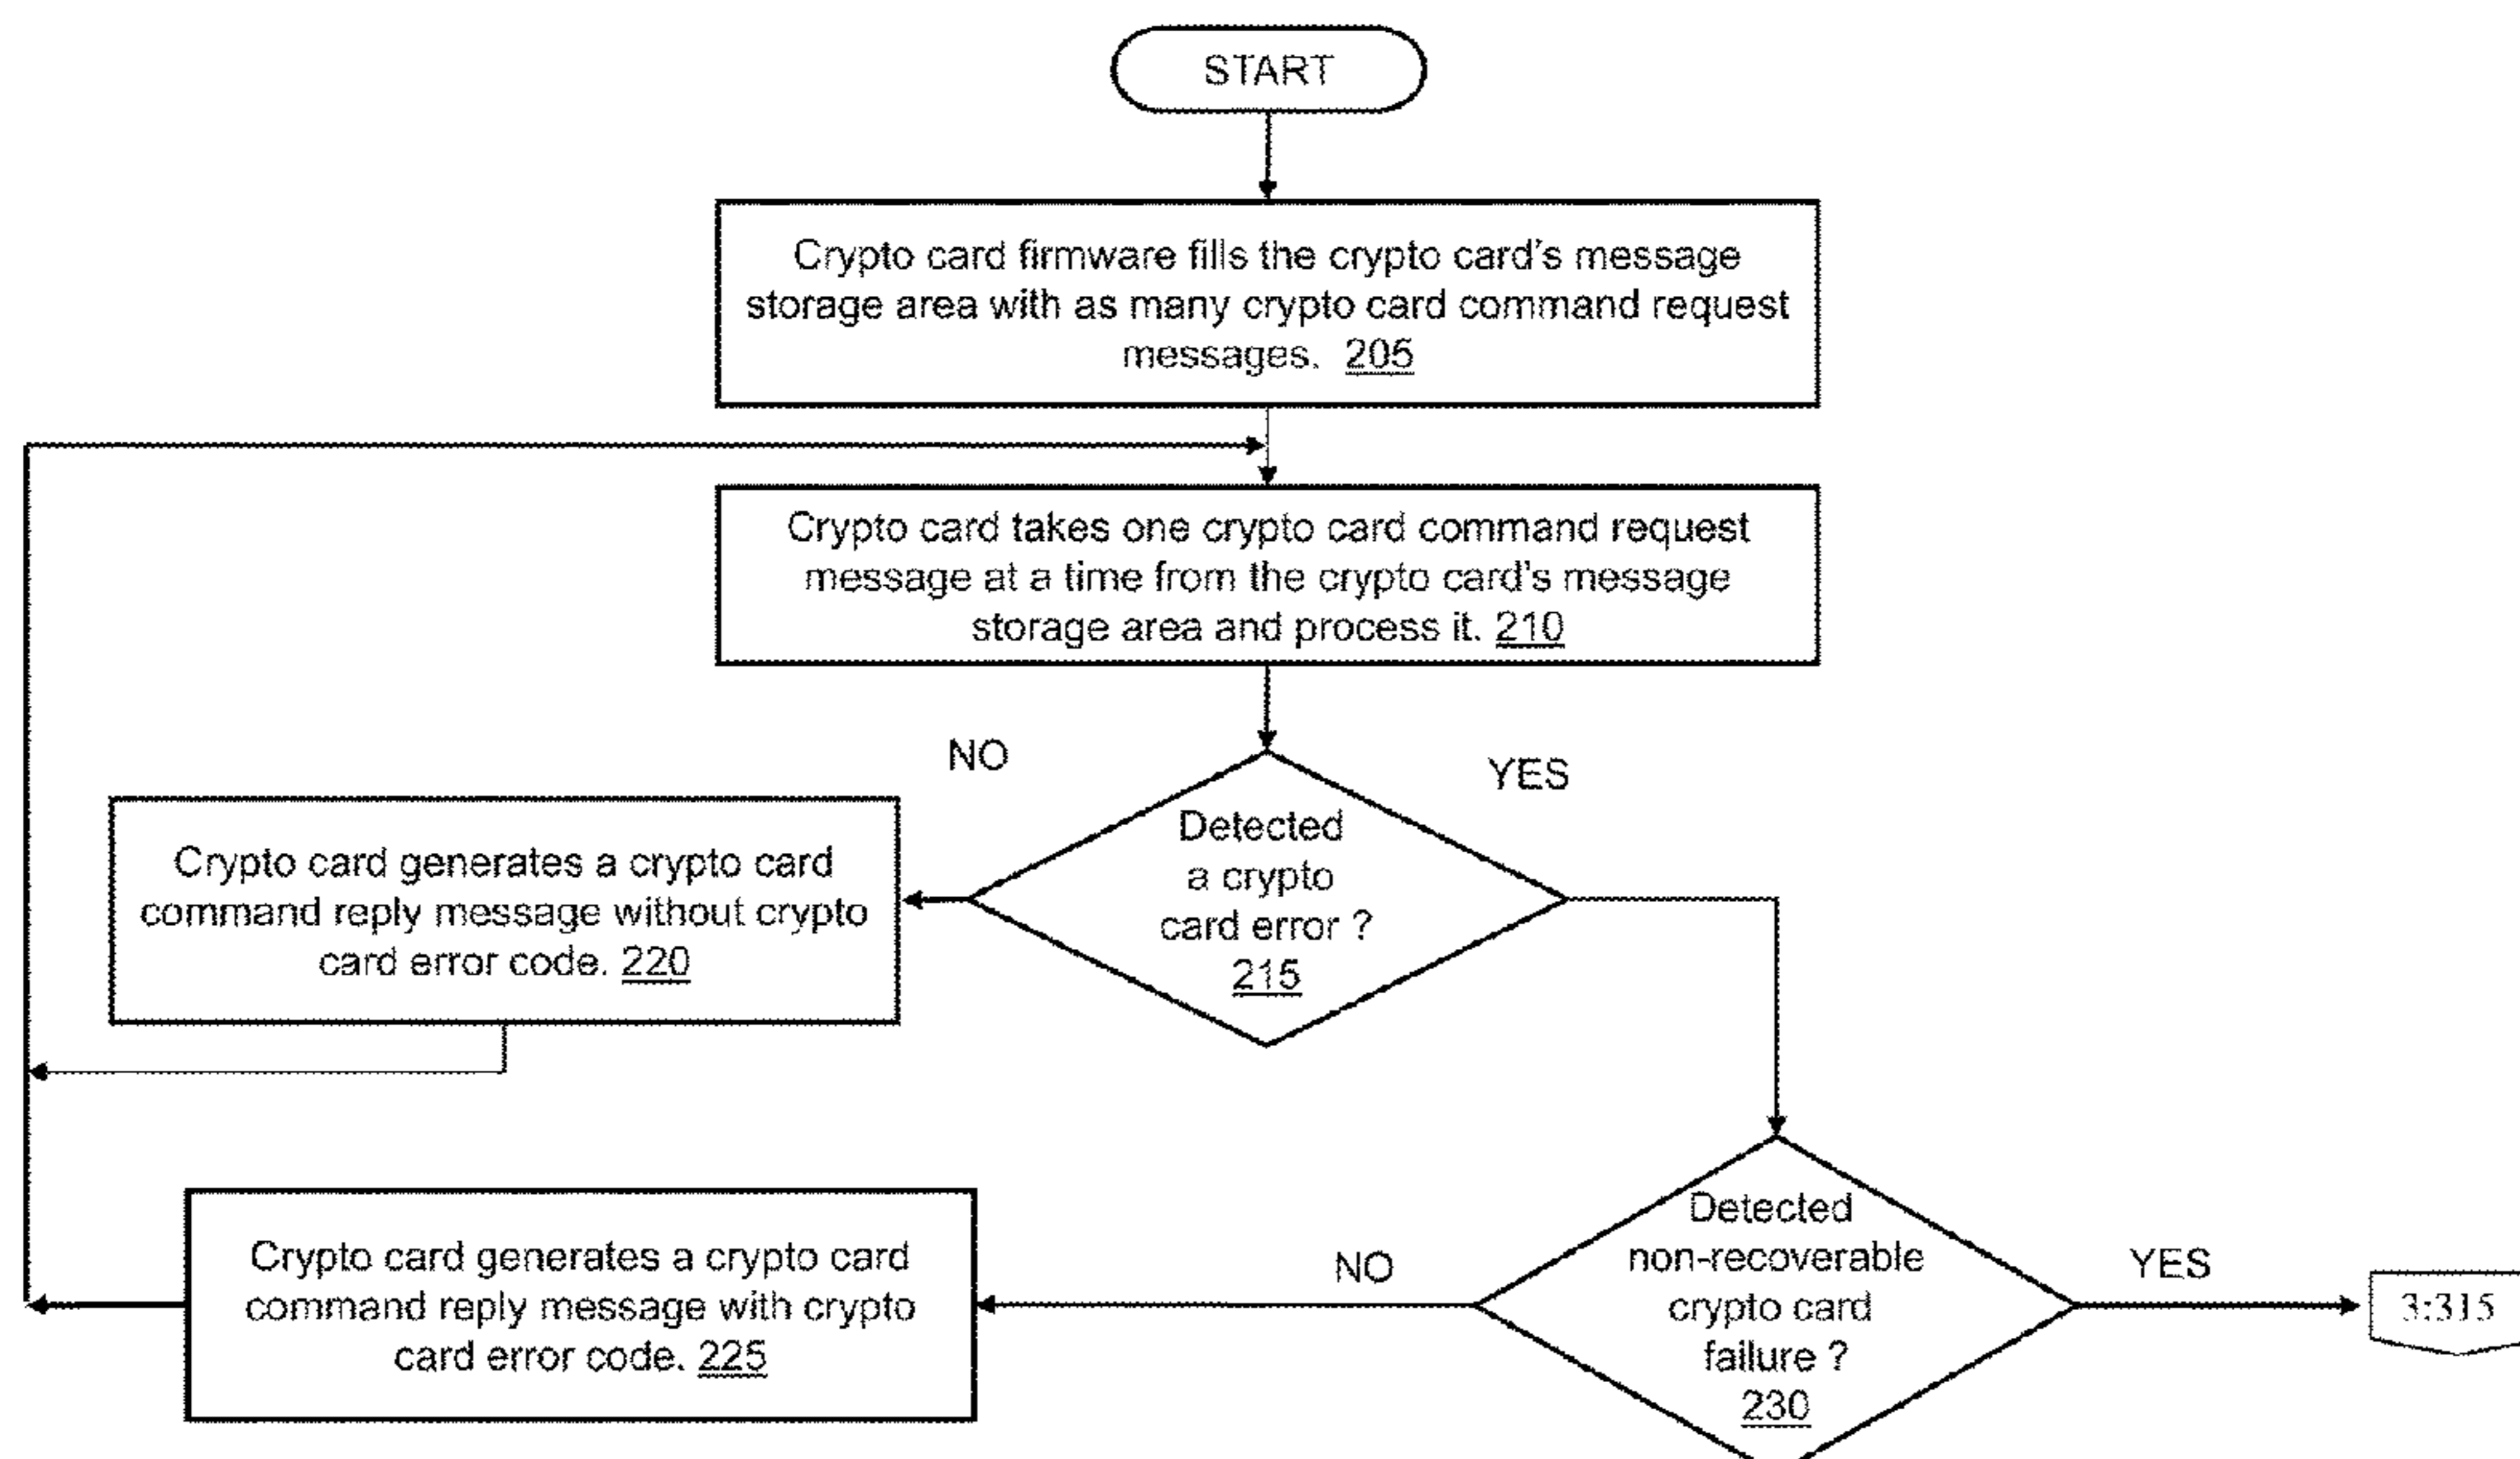 START
Crypto card firmware fills the crypto card's message
storage area with as many crypto card command request
messages. 205
Crypto card takes one crypto card command request
message at a time from the crypto card's message
storage area and process it. 210
NO
YES
Detected
a crypto
card error ?
215
Crypto card generates a crypto card
command reply message without crypto
card error code. 220
Detected
non-recoverable
crypto card
failure ?
230
NO
YES
3:315
Crypto card generates a crypto card
command reply message with crypto
card error code. 225